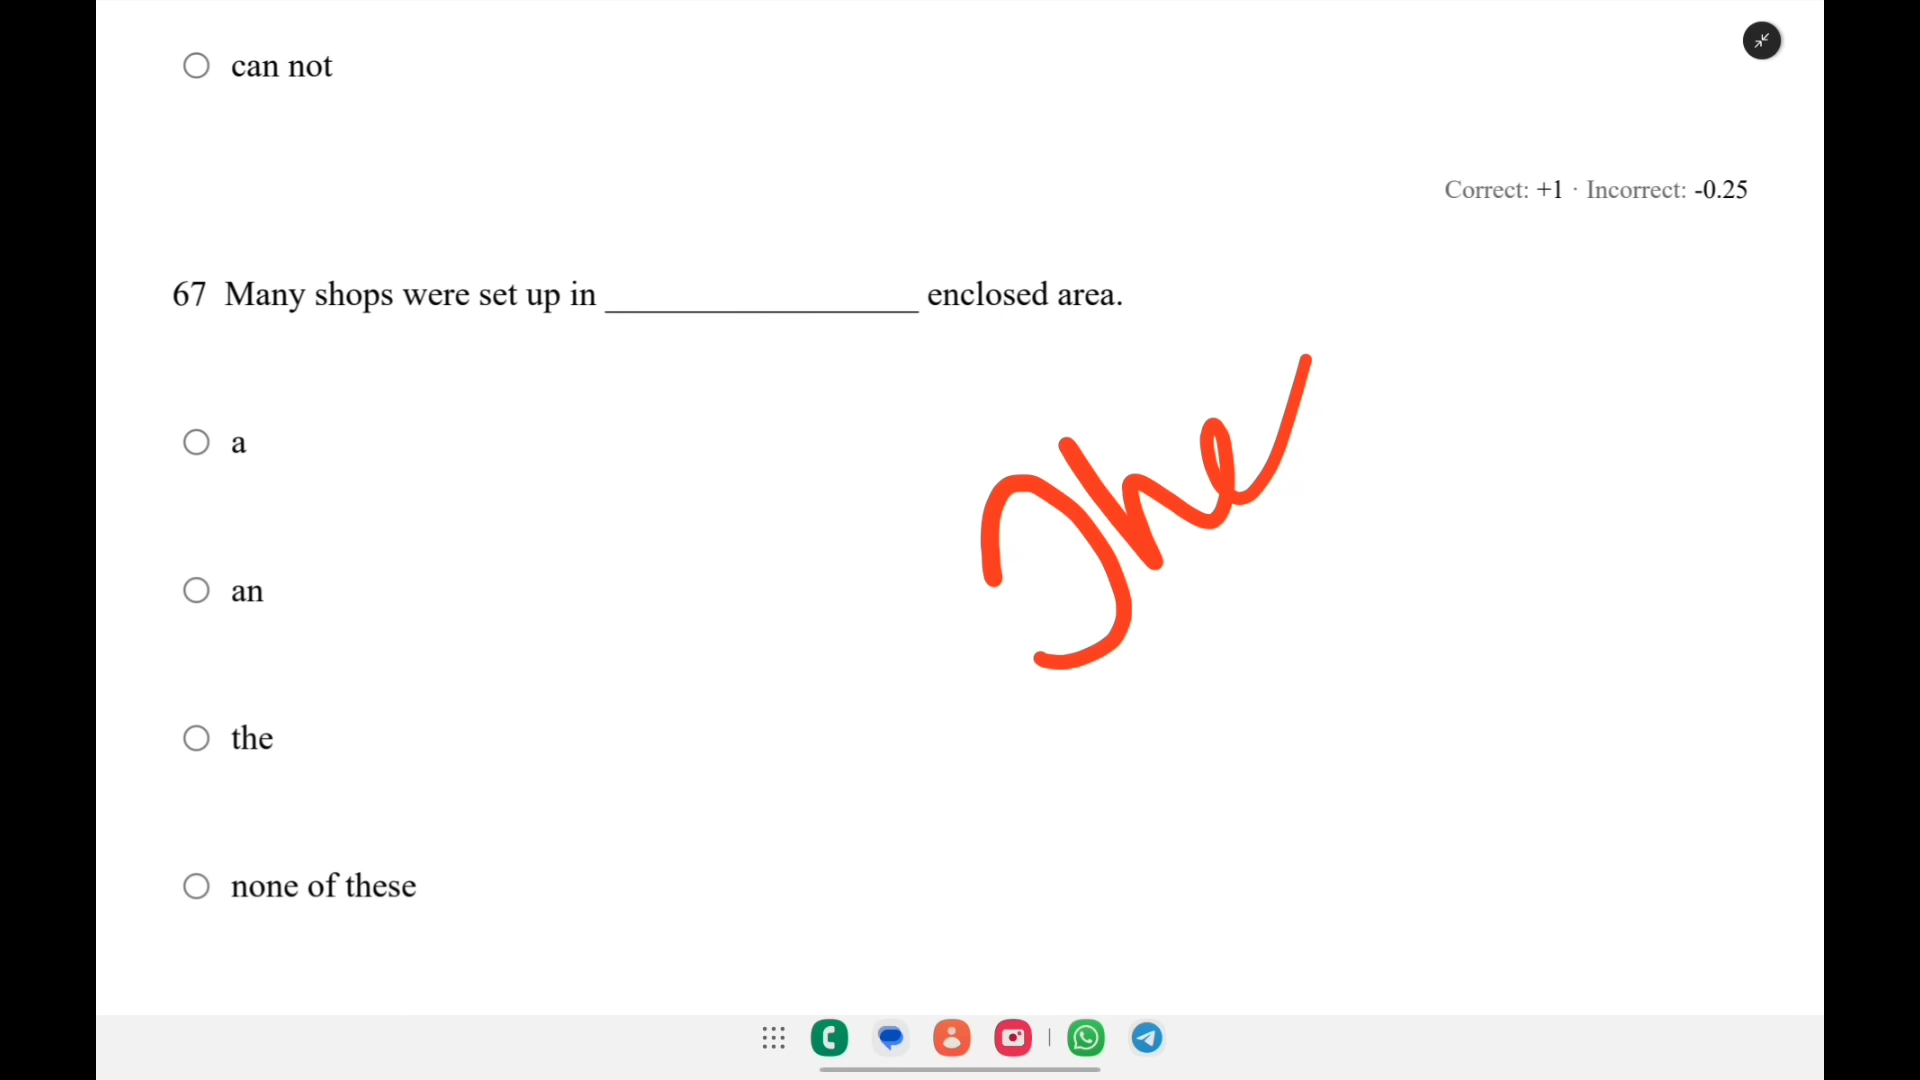 can not
Correct: +1 · Incorrect: -0.25
67 Many shops were set up in ____________ enclosed area.
a
The
an
the
none of these